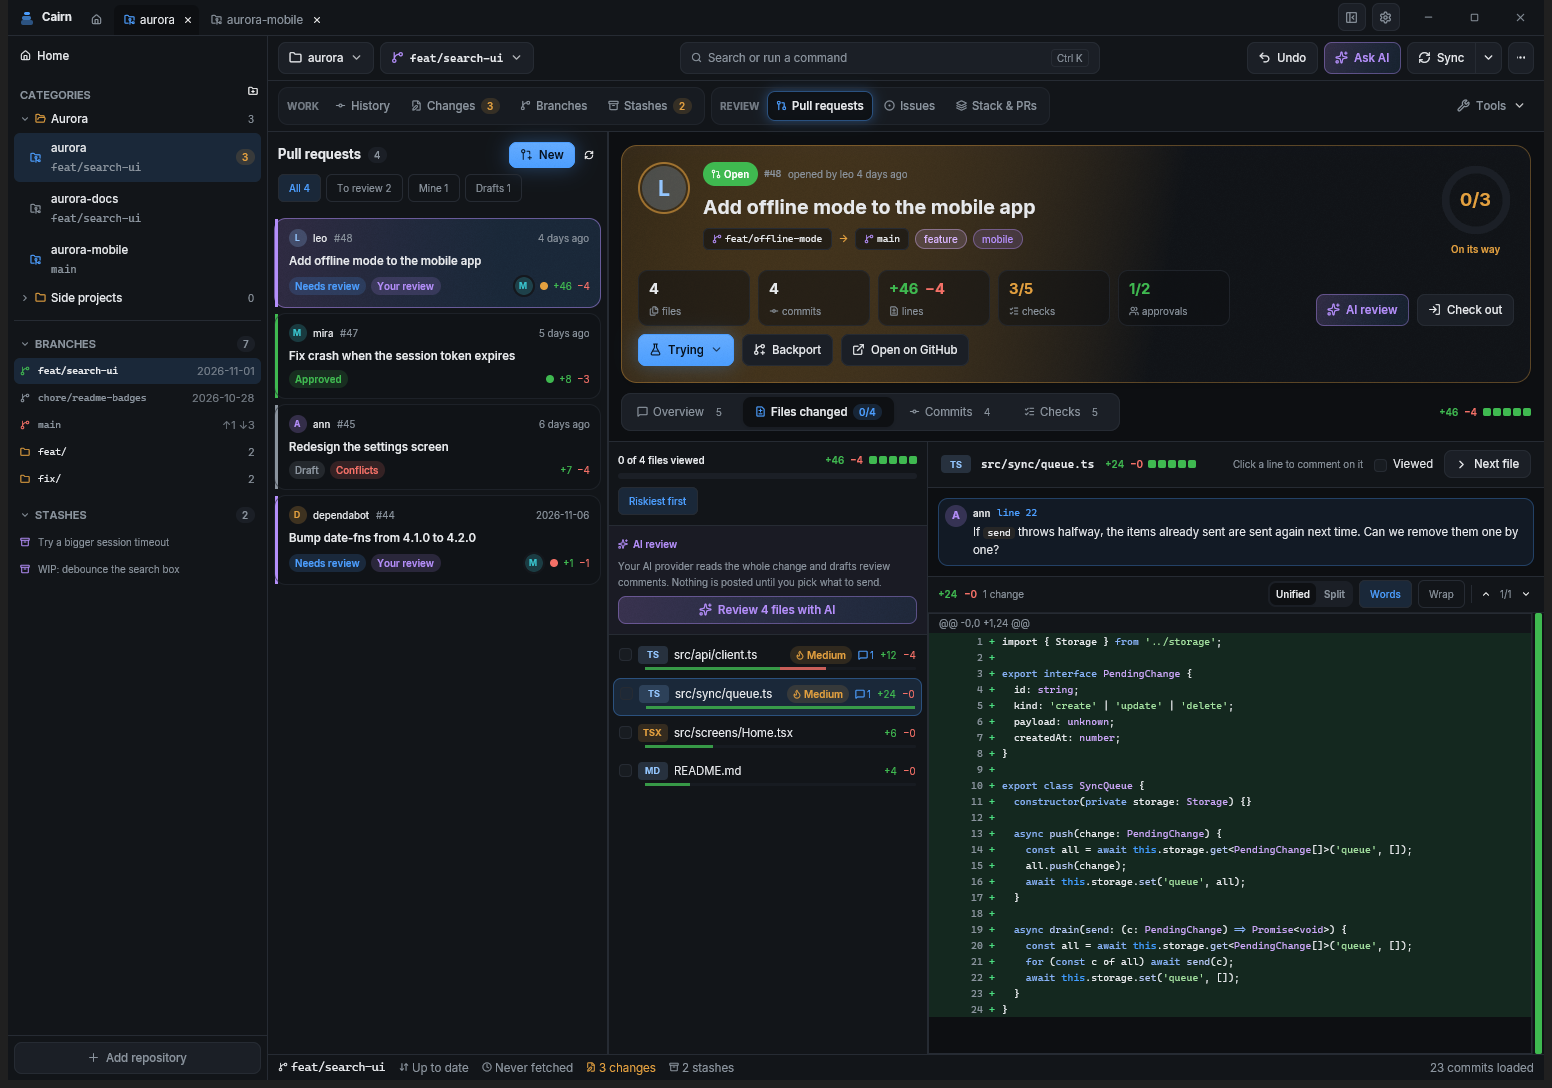 Cairn
aurora
aurora-mobile
Home
aurora
feat/search-ui
Search or run a command
Ctrl K
Undo
Ask AI
Sync
CATEGORIES
Aurora 3
aurora
feat/search-ui
3
aurora-docs
feat/search-ui
aurora-mobile
main
Side projects 0
BRANCHES 7
feat/search-ui 2026-11-01
chore/readme-badges 2026-10-28
main ↑1 ↓3
feat/ 2
fix/ 2
STASHES 2
Try a bigger session timeout
WIP: debounce the search box
Add repository
WORK History Changes 3 Branches Stashes 2
REVIEW Pull requests Issues Stack & PRs
Tools
Pull requests 4
New
All 4 To review 2 Mine 1 Drafts 1
L leo #48 4 days ago
Add offline mode to the mobile app
Needs review Your review M +46 −4
M mira #47 5 days ago
Fix crash when the session token expires
Approved +8 −3
A ann #45 6 days ago
Redesign the settings screen
Draft Conflicts +7 −4
D dependabot #44 2026-11-06
Bump date-fns from 4.1.0 to 4.2.0
Needs review Your review M +1 −1
L
Open #48 opened by leo 4 days ago
Add offline mode to the mobile app
feat/offline-mode → main feature mobile
0/3
On its way
4
files
4
commits
+46 −4
lines
3/5
checks
1/2
approvals
AI review
Check out
Trying
Backport
Open on GitHub
Overview 5 Files changed 0/4 Commits 4 Checks 5
+46 −4
0 of 4 files viewed +46 −4
Riskiest first
AI review
Your AI provider reads the whole change and drafts review
comments. Nothing is posted until you pick what to send.
Review 4 files with AI
TS src/api/client.ts Medium 1 +12 −4
TS src/sync/queue.ts Medium 1 +24 −0
TSX src/screens/Home.tsx +6 −0
MD README.md +4 −0
TS src/sync/queue.ts +24 −0
Click a line to comment on it
Viewed
Next file
A ann line 22
If send throws halfway, the items already sent are sent again next time. Can we remove them one by
one?
+24 −0 1 change
Unified Split Words Wrap 1/1
@@ -0,0 +1,24 @@
1 + import { Storage } from '../storage';
2 +
3 + export interface PendingChange {
4 + id: string;
5 + kind: 'create' | 'update' | 'delete';
6 + payload: unknown;
7 + createdAt: number;
8 + }
9 +
10 + export class SyncQueue {
11 + constructor(private storage: Storage) {}
12 +
13 + async push(change: PendingChange) {
14 + const all = await this.storage.get<PendingChange[]>('queue', []);
15 + all.push(change);
16 + await this.storage.set('queue', all);
17 + }
18 +
19 + async drain(send: (c: PendingChange) => Promise<void>) {
20 + const all = await this.storage.get<PendingChange[]>('queue', []);
21 + for (const c of all) await send(c);
22 + await this.storage.set('queue', []);
23 + }
24 + }
feat/search-ui Up to date Never fetched 3 changes 2 stashes
23 commits loaded